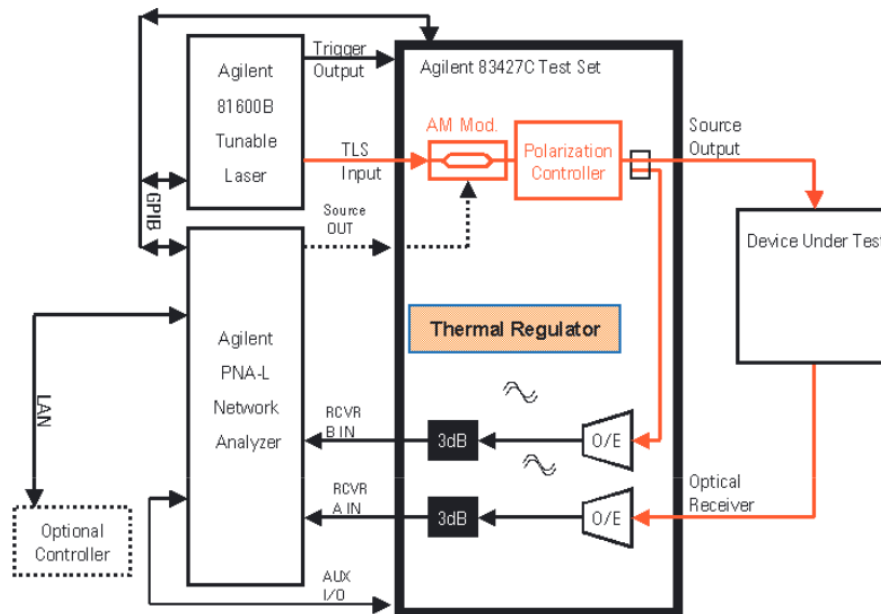 Trigger
Output
Agilent
81600B
Tunable
Laser
Agilent 83427C Test Set
AM Mod.
TLS
Input
Polarization
Controller
Source
Output
GPIB
Source
OUT
Device Under Test
Agilent
PNA-L
Network
Analyzer
Thermal Regulator
LAN
RCVR
B IN
3dB
O/E
RCVR
A IN
3dB
O/E
Optical
Receiver
Optional
Controller
AUX
I/O